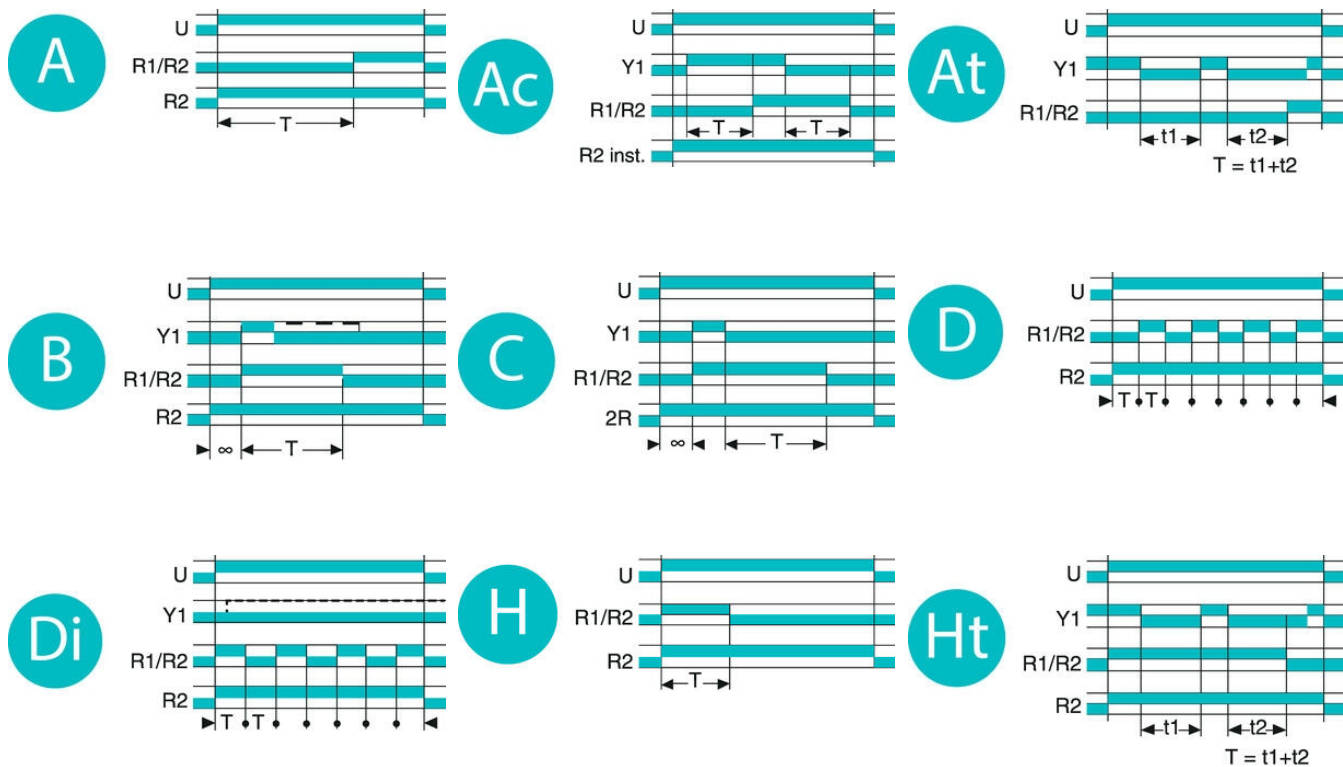 A
U
R1/R2
R2
T
Ac
U
Y1
R1/R2
T T
R2 inst.
At
U
Y1
R1/R2
t1 t2
T = t1+t2
B
U
Y1
R1/R2
R2
∞ T
C
U
Y1
R1/R2
2R
∞ T
D
U
R1/R2
R2
T T
Di
U
Y1
R1/R2
R2
T T
H
U
R1/R2
R2
T
Ht
U
Y1
R1/R2
R2
t1 t2
T = t1+t2